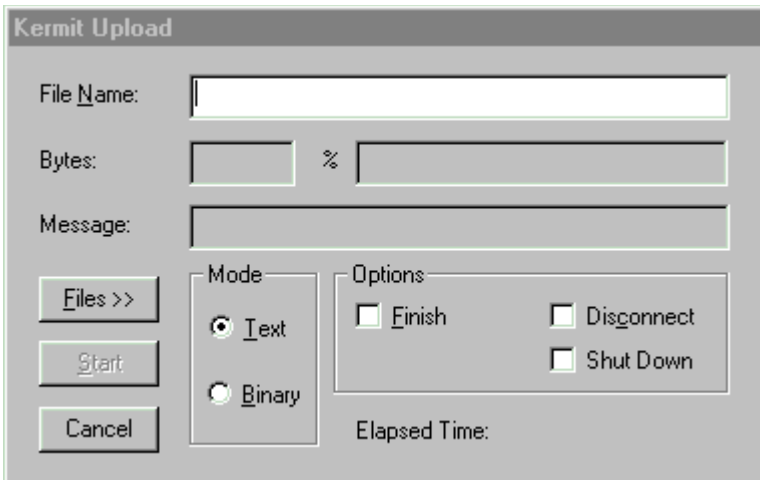 Kermit Upload
File Name:
Bytes: %
Message:
Files >>
Start
Cancel
Mode
Text
Binary
Options
Finish
Disconnect
Shut Down
Elapsed Time: